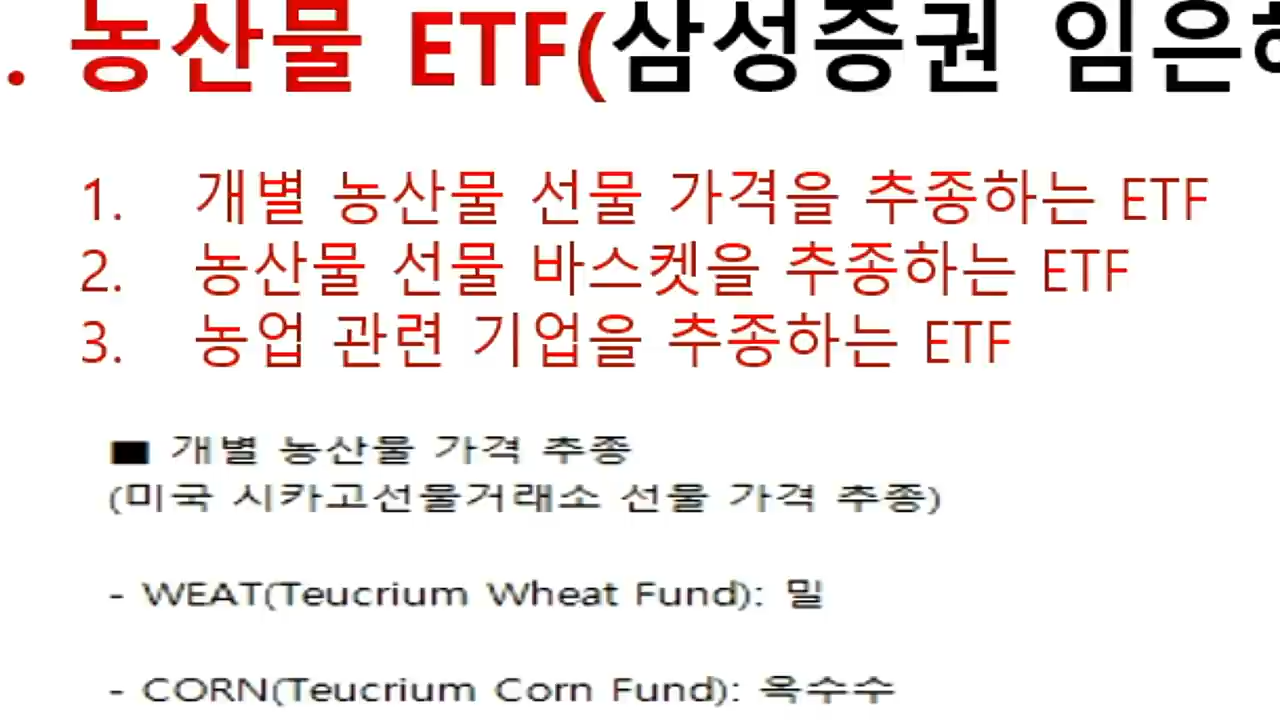 . 농산물 ETF(삼성증권 임은
1. 개별 농산물 선물 가격을 추종하는 ETF
2. 농산물 선물 바스켓을 추종하는 ETF
3. 농업 관련 기업을 추종하는 ETF
■ 개별 농산물 가격 추종
(미국 시카고선물거래소 선물 가격 추종)
- WEAT(Teucrium Wheat Fund): 밀
- CORN(Teucrium Corn Fund): 옥수수